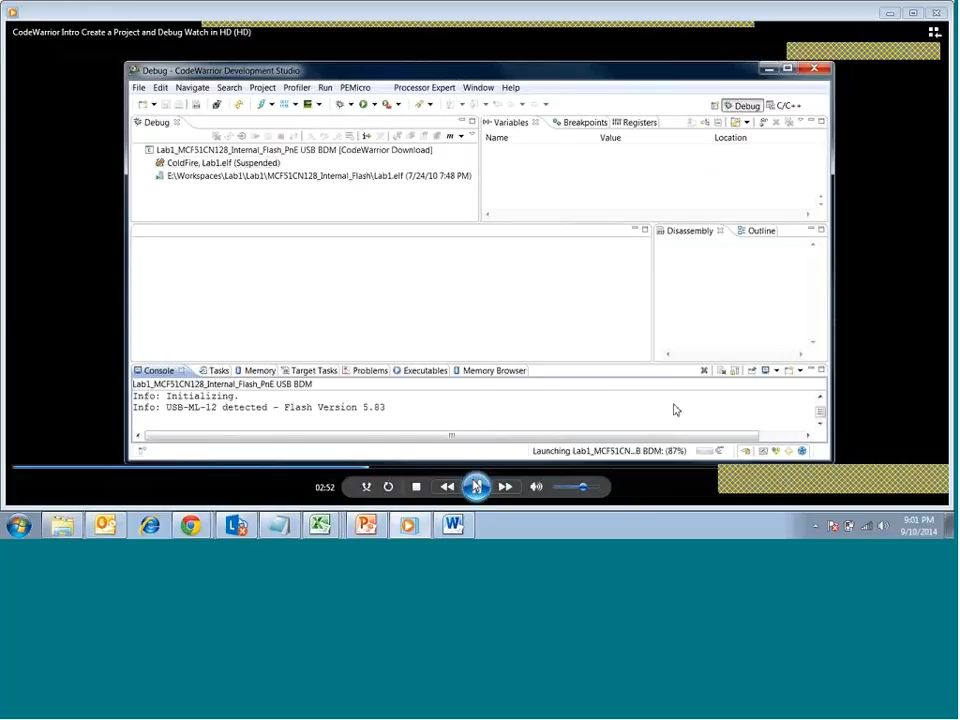 CodeWarrior Intro Create a Project and Debug Watch in HD (HD)
Debug - CodeWarrior Development Studio
File Edit Navigate Search Project Profiler Run PEMicro Processor Expert MCU Window Help
Debug C/C++
Debug
Variables Breakpoints Registers
Name Value Location
Lab1_MCF51CN128_Internal_Flash_PnE USB BDM [CodeWarrior Download]
ColdFire, Lab1.elf (Suspended)
E:\Workspaces\Lab1\Lab1\MCF51CN128_Internal_Flash\Lab1.elf (7/24/10 7:48 PM)
Disassembly Outline
Console Tasks Memory Target Tasks Problems Executables Memory Browser
Lab1_MCF51CN128_Internal_Flash_PnE USB BDM
Info: Initializing.
Info: USB-ML-12 detected - Flash Version 5.83
Launching Lab1_MCF51CN...B BDM: (87%)
02:52
9:01 PM
9/10/2014